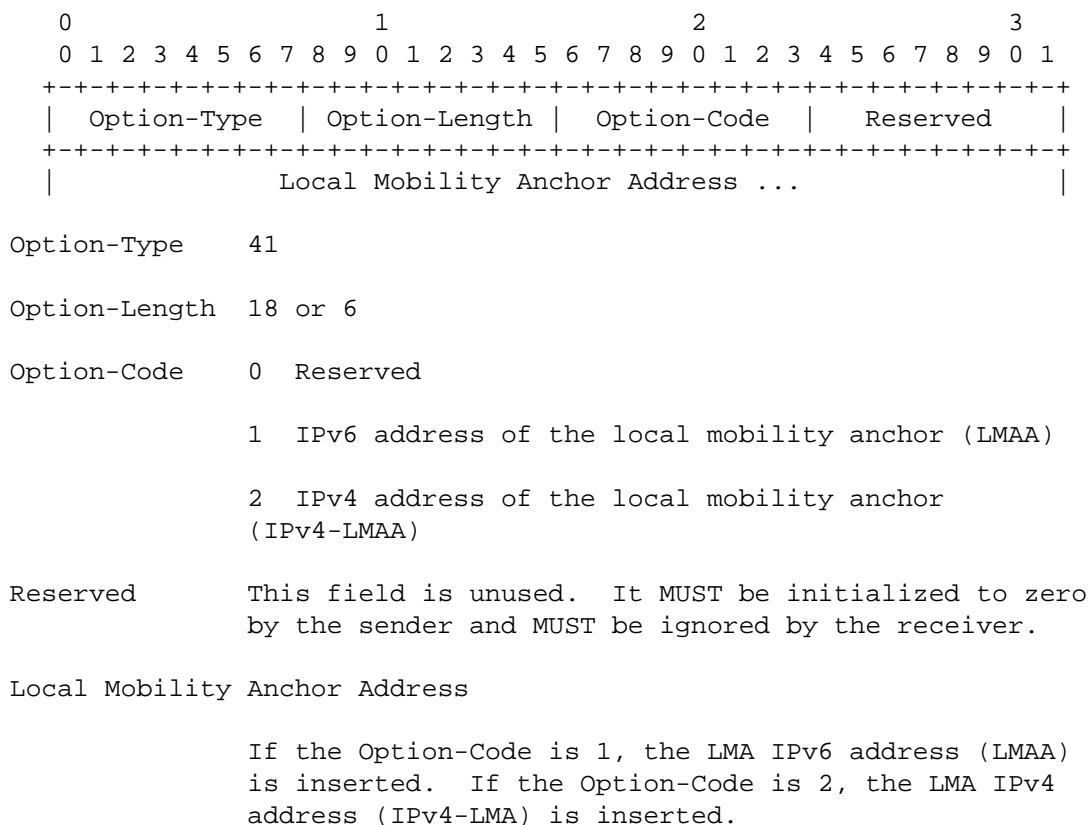 0                   1                   2                   3
 0 1 2 3 4 5 6 7 8 9 0 1 2 3 4 5 6 7 8 9 0 1 2 3 4 5 6 7 8 9 0 1
+-+-+-+-+-+-+-+-+-+-+-+-+-+-+-+-+-+-+-+-+-+-+-+-+-+-+-+-+-+-+-+-+
|  Option-Type  | Option-Length |  Option-Code  |   Reserved    |
+-+-+-+-+-+-+-+-+-+-+-+-+-+-+-+-+-+-+-+-+-+-+-+-+-+-+-+-+-+-+-+-+
|              Local Mobility Anchor Address ...                |
Option-Type    41
Option-Length  18 or 6
Option-Code    0  Reserved
1  IPv6 address of the local mobility anchor (LMAA)
2  IPv4 address of the local mobility anchor
(IPv4-LMAA)
Reserved       This field is unused.  It MUST be initialized to zero
by the sender and MUST be ignored by the receiver.
Local Mobility Anchor Address
If the Option-Code is 1, the LMA IPv6 address (LMAA)
is inserted.  If the Option-Code is 2, the LMA IPv4
address (IPv4-LMA) is inserted.